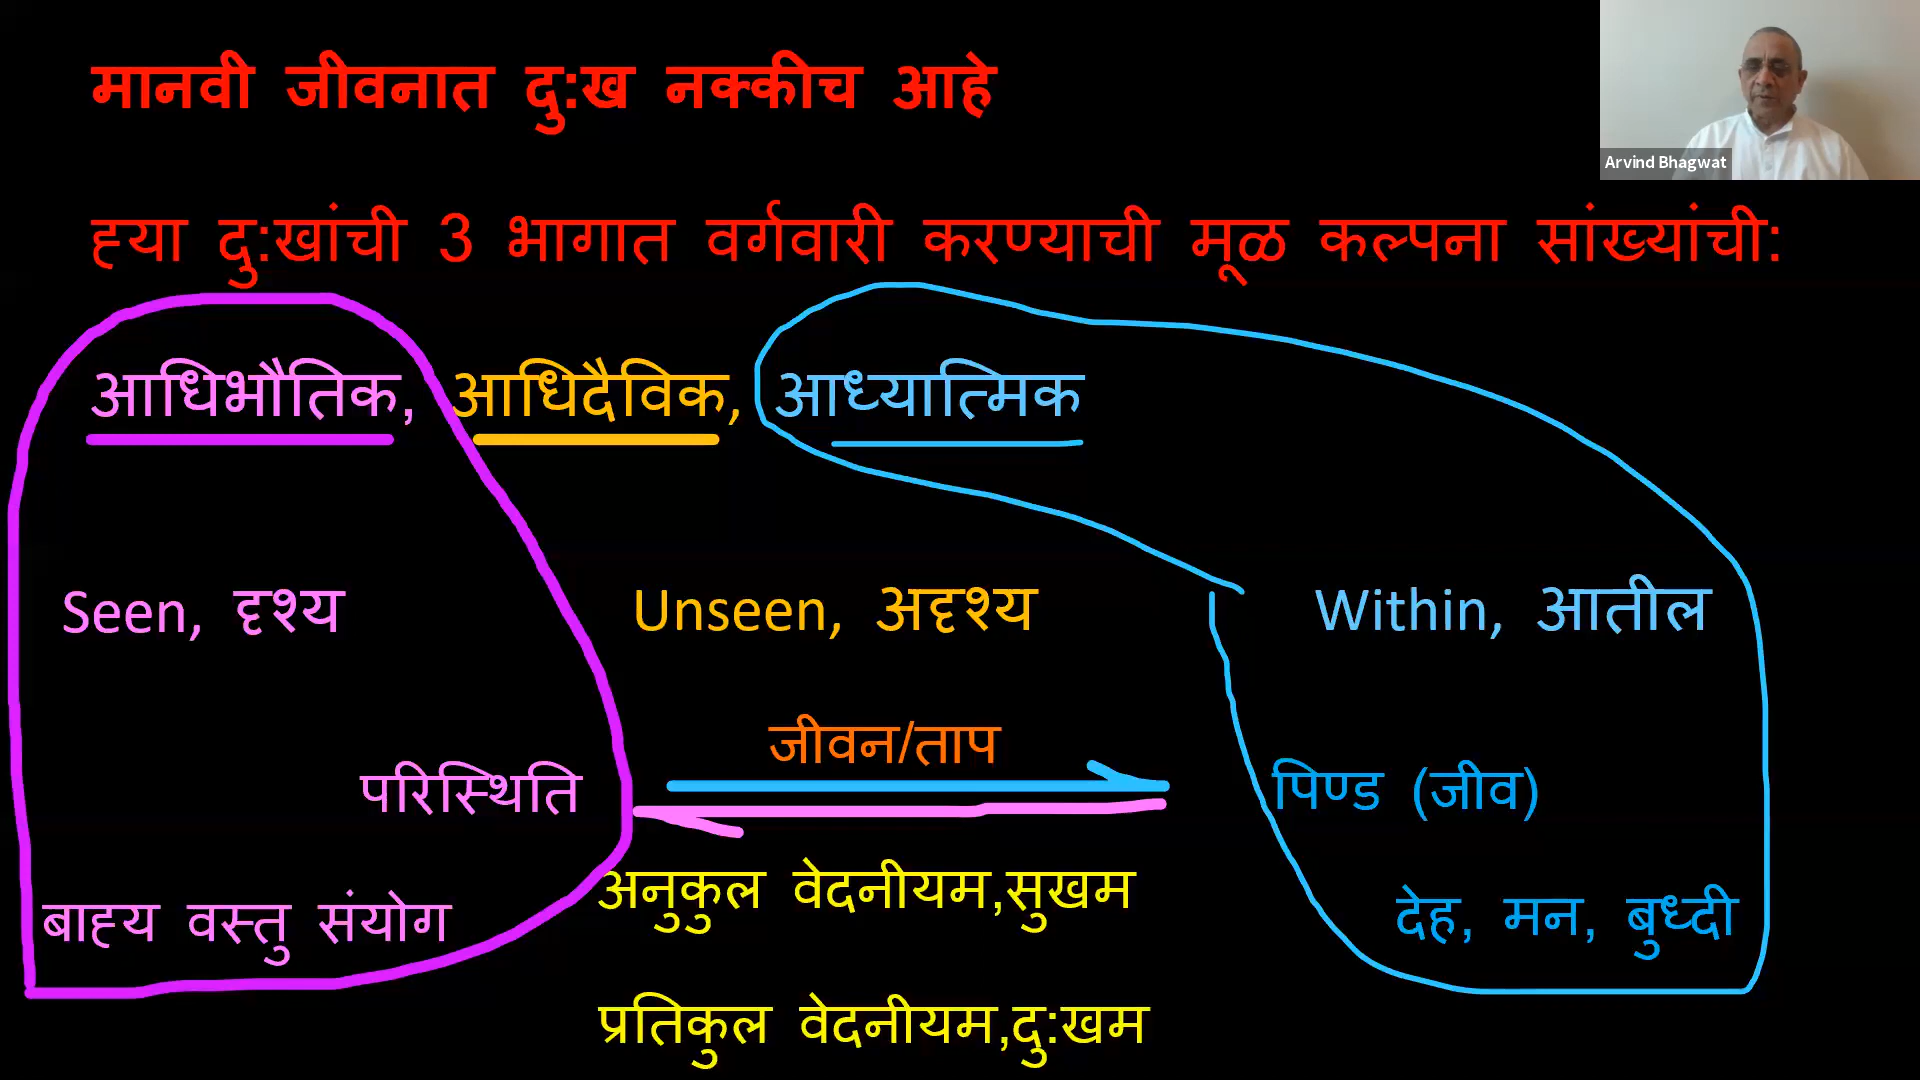 मानवी जीवनात दु:ख नक्कीच आहे
Arvind Bhagwat
ह्या दु:खांची 3 भागात वर्गवारी करण्याची मूळ कल्पना सांख्यांची:
आधिभौतिक, आधिदैविक, आध्यात्मिक
Seen, दृश्य Unseen, अदृश्य Within, आतील
जीवन/ताप
परिस्थिति पिण्ड (जीव)
अनुकुल वेदनीयम,सुखम
बाह्य वस्तु संयोग देह, मन, बुध्दी
प्रतिकुल वेदनीयम,दु:खम